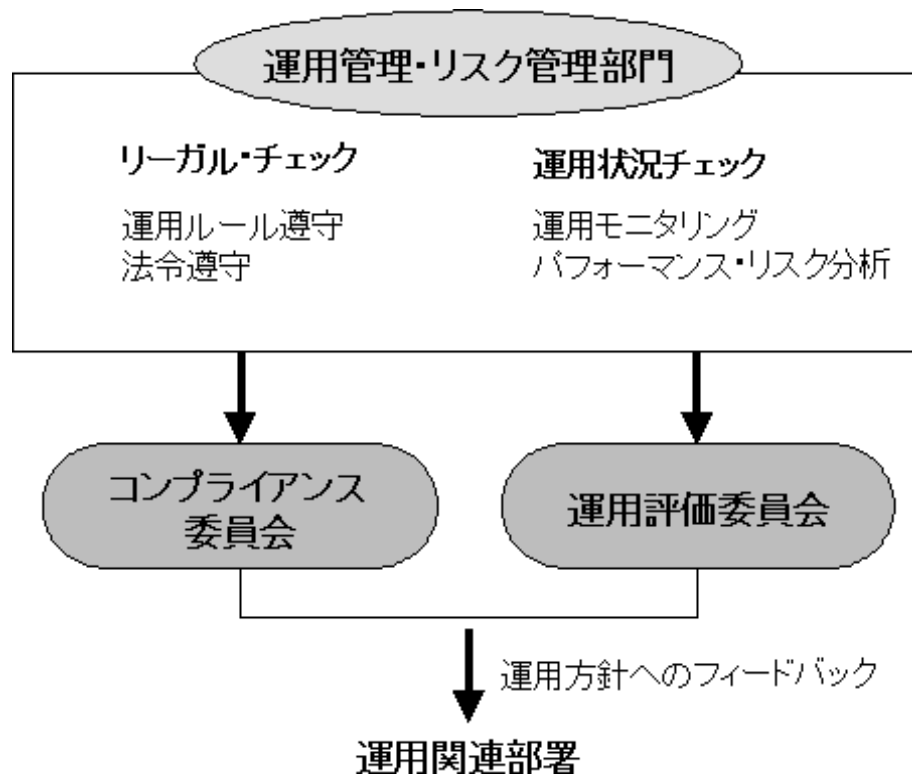 運用管理・リスク管理部門
リーガル・チェック
運用ルール遵守
法令遵守
運用状況チェック
運用モニタリング
パフォーマンス・リスク分析
コンプライアンス
委員会
運用評価委員会
運用方針へのフィードバック
運用関連部署